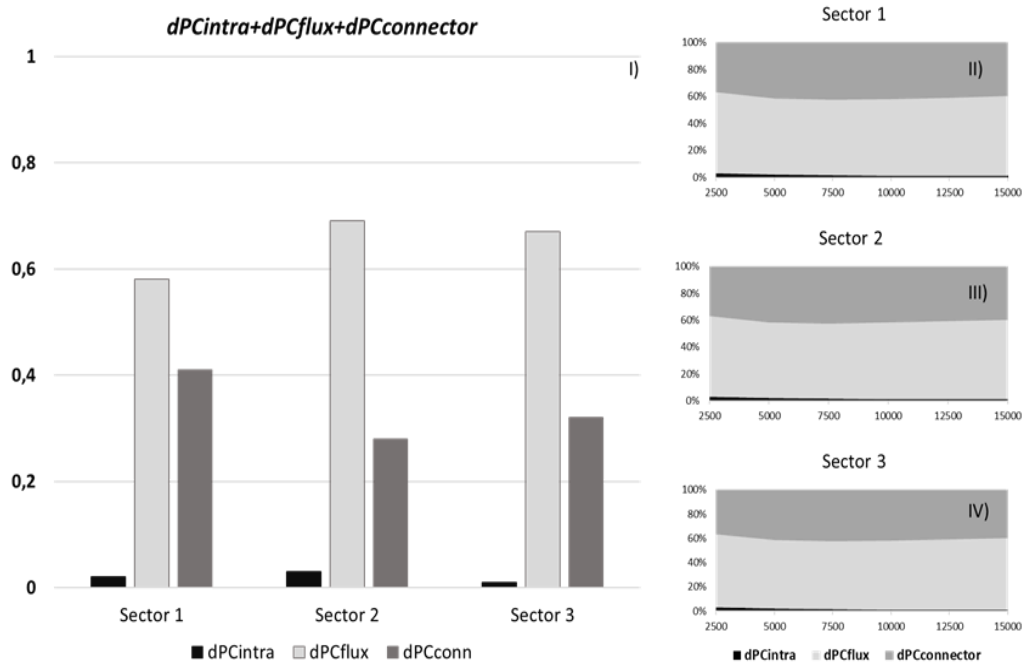 dPCintra+dPCflux+dPCconnector
I)
1
0,8
0,6
0,4
0,2
0
Sector 1 Sector 2 Sector 3
dPCintra dPCflux dPCconn
Sector 1
II)
100%
80%
60%
40%
20%
0%
2500 5000 7500 10000 12500 15000
Sector 2
III)
100%
80%
60%
40%
20%
0%
2500 5000 7500 10000 12500 15000
Sector 3
IV)
100%
80%
60%
40%
20%
0%
2500 5000 7500 10000 12500 15000
dPCintra dPCflux dPCconnector